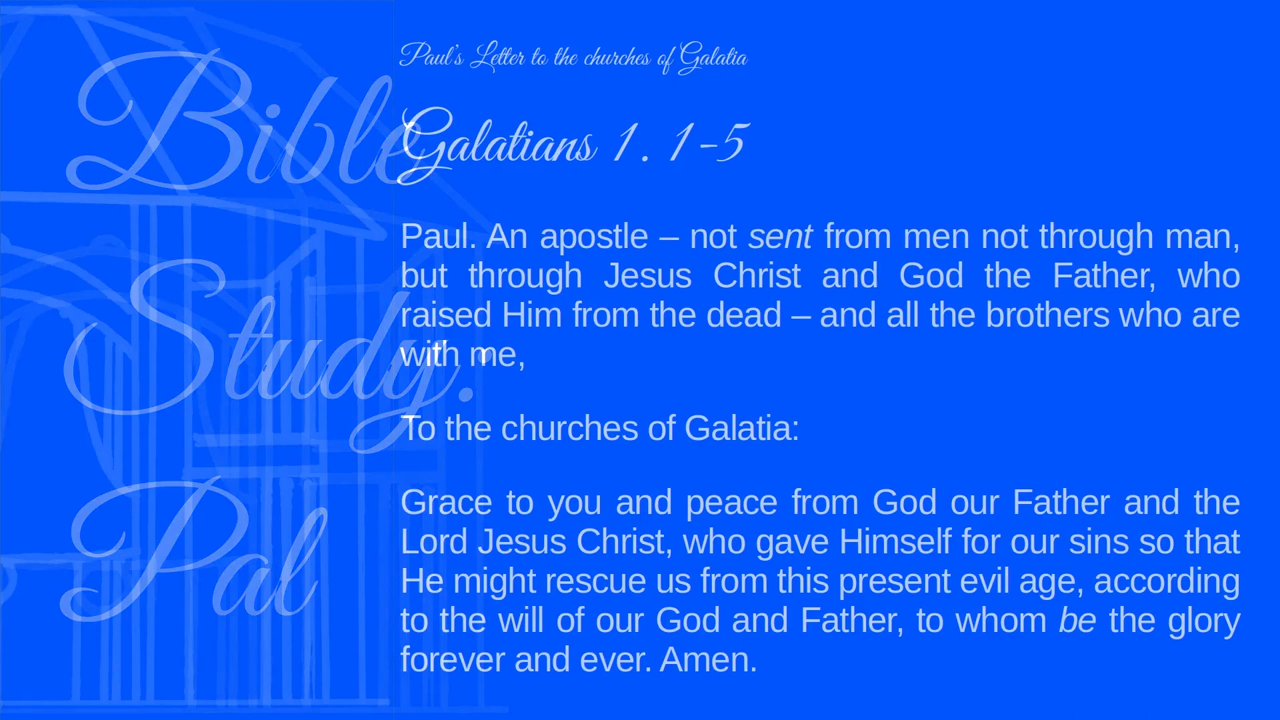 Bible
Study.
Pal
Paul's Letter to the churches of Galatia
Galatians 1. 1-5
Paul. An apostle – not sent from men not through man,
but through Jesus Christ and God the Father, who
raised Him from the dead – and all the brothers who are
with me,
To the churches of Galatia:
Grace to you and peace from God our Father and the
Lord Jesus Christ, who gave Himself for our sins so that
He might rescue us from this present evil age, according
to the will of our God and Father, to whom be the glory
forever and ever. Amen.